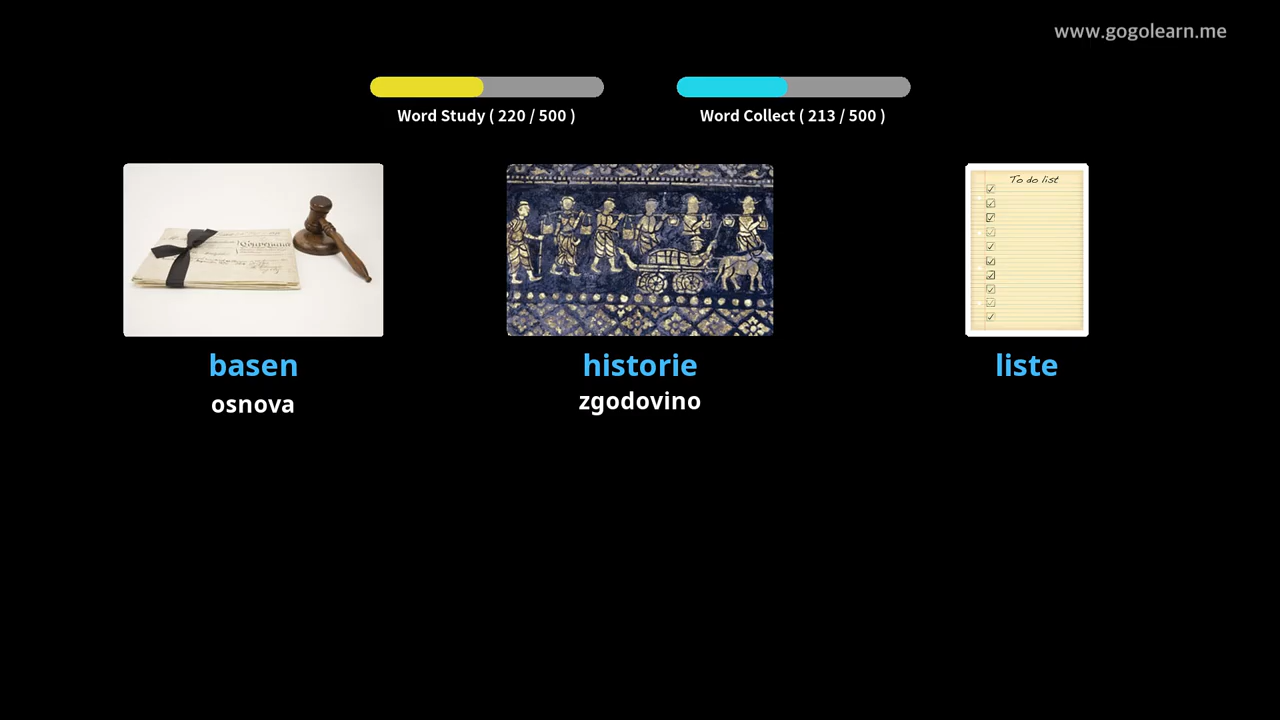 www.gogolearn.me
Word Study ( 220 / 500 )
Word Collect ( 213 / 500 )
To do list
basen
historie
liste
osnova
zgodovino